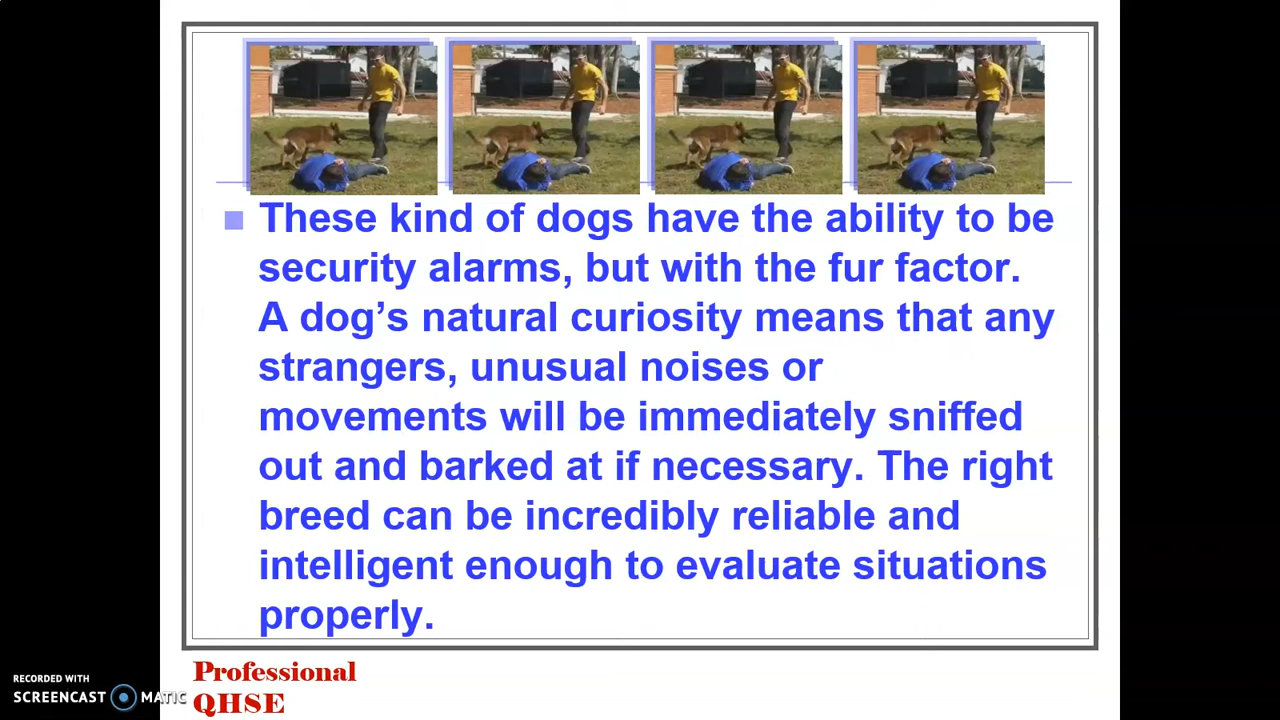 These kind of dogs have the ability to be
security alarms, but with the fur factor.
A dog’s natural curiosity means that any
strangers, unusual noises or
movements will be immediately sniffed
out and barked at if necessary. The right
breed can be incredibly reliable and
intelligent enough to evaluate situations
properly.
Professional
QHSE
RECORDED WITH
SCREENCAST MATIC